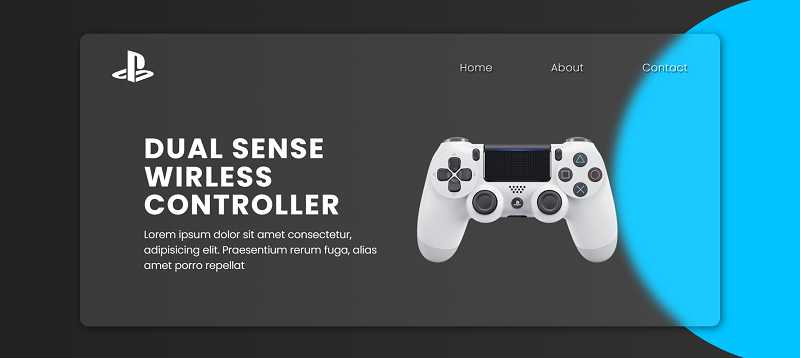 Home About Contact
DUAL SENSE
WIRLESS
CONTROLLER
Lorem ipsum dolor sit amet consectetur,
adipisicing elit. Praesentium rerum fuga, alias
amet porro repellat